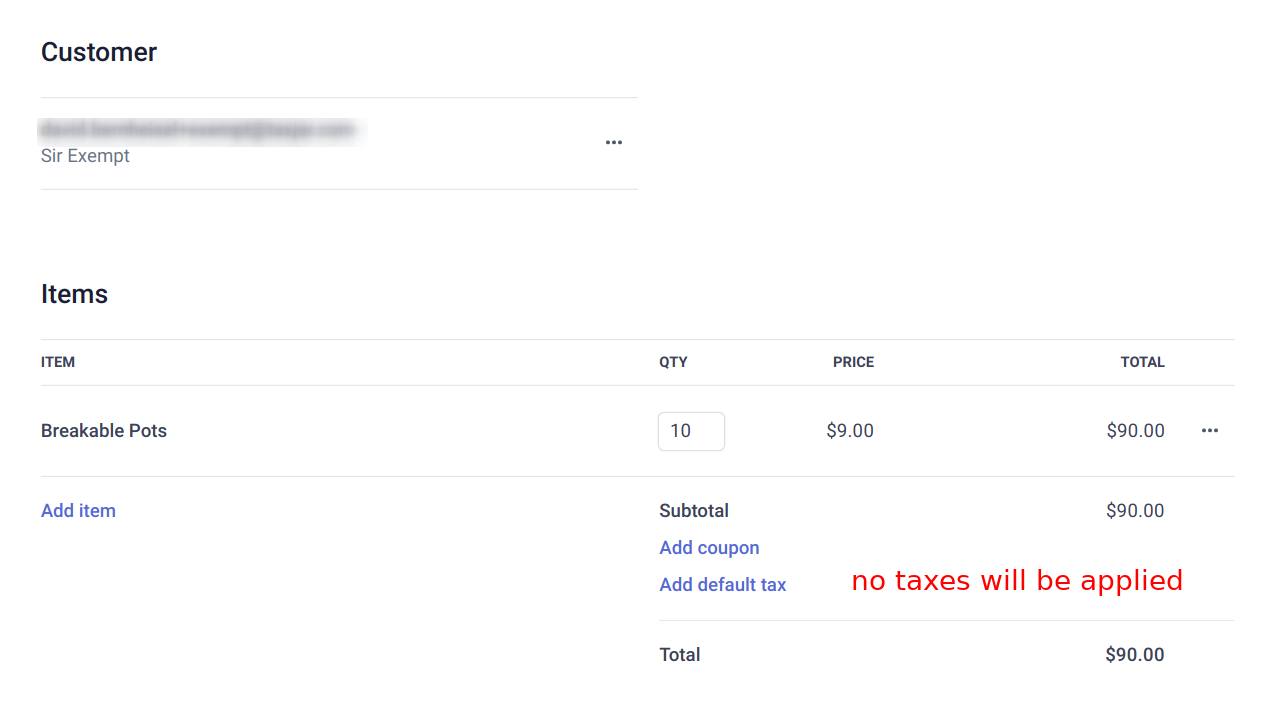 Customer
Sir Exempt
Items
ITEM QTY PRICE TOTAL
Breakable Pots 10 $9.00 $90.00
Add item Subtotal $90.00
Add coupon
Add default tax no taxes will be applied
Total $90.00